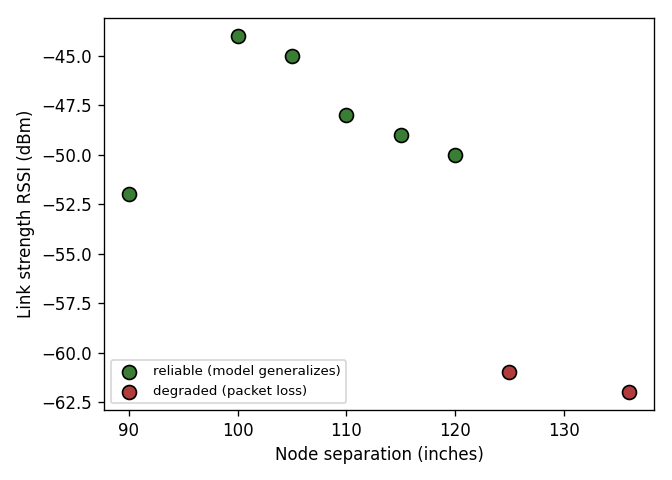 Link strength RSSI (dBm)
−45.0
−47.5
−50.0
−52.5
−55.0
−57.5
−60.0
−62.5
reliable (model generalizes)
degraded (packet loss)
90 100 110 120 130
Node separation (inches)